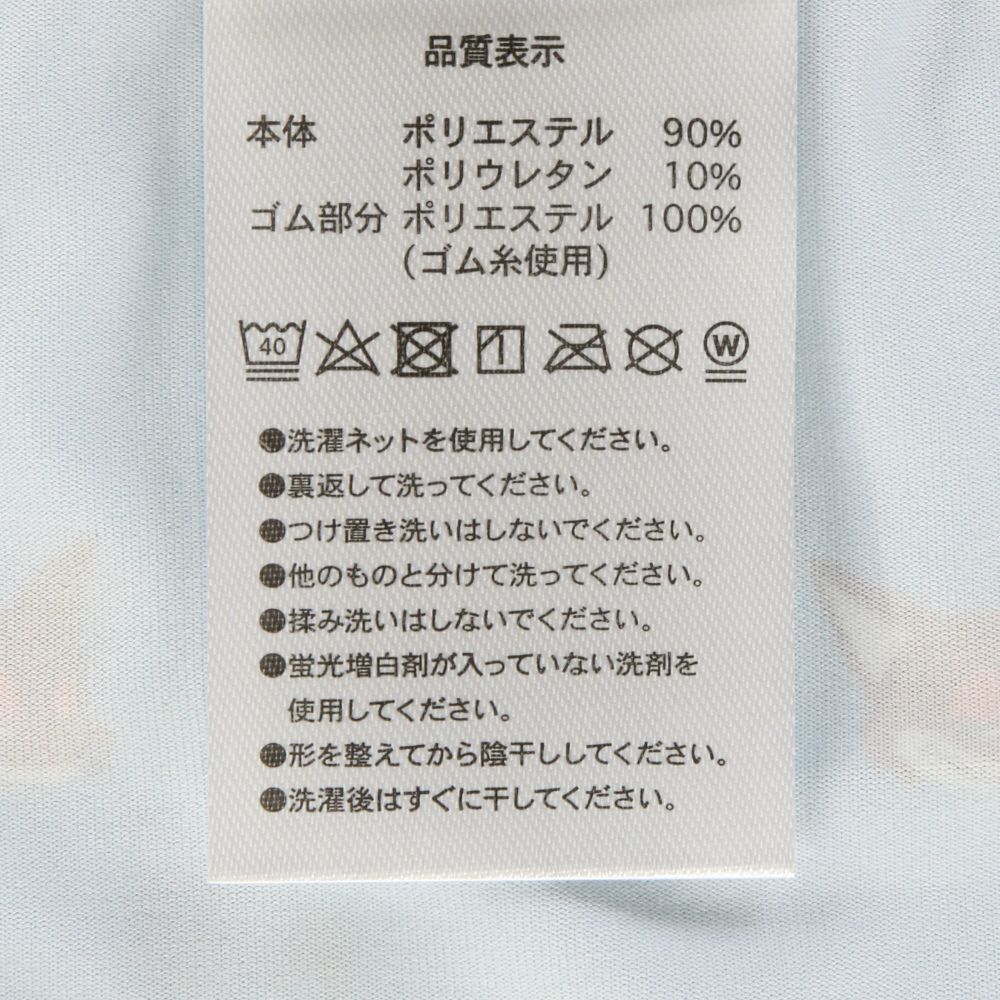 品質表示
本体 ポリエステル 90%
ポリウレタン 10%
ゴム部分 ポリエステル 100%
(ゴム糸使用)
40 W
●洗濯ネットを使用してください。
●裏返して洗ってください。
●つけ置き洗いはしないでください。
●他のものと分けて洗ってください。
●揉み洗いはしないでください。
●蛍光増白剤が入っていない洗剤を
使用してください。
●形を整えてから陰干ししてください。
●洗濯後はすぐに干してください。